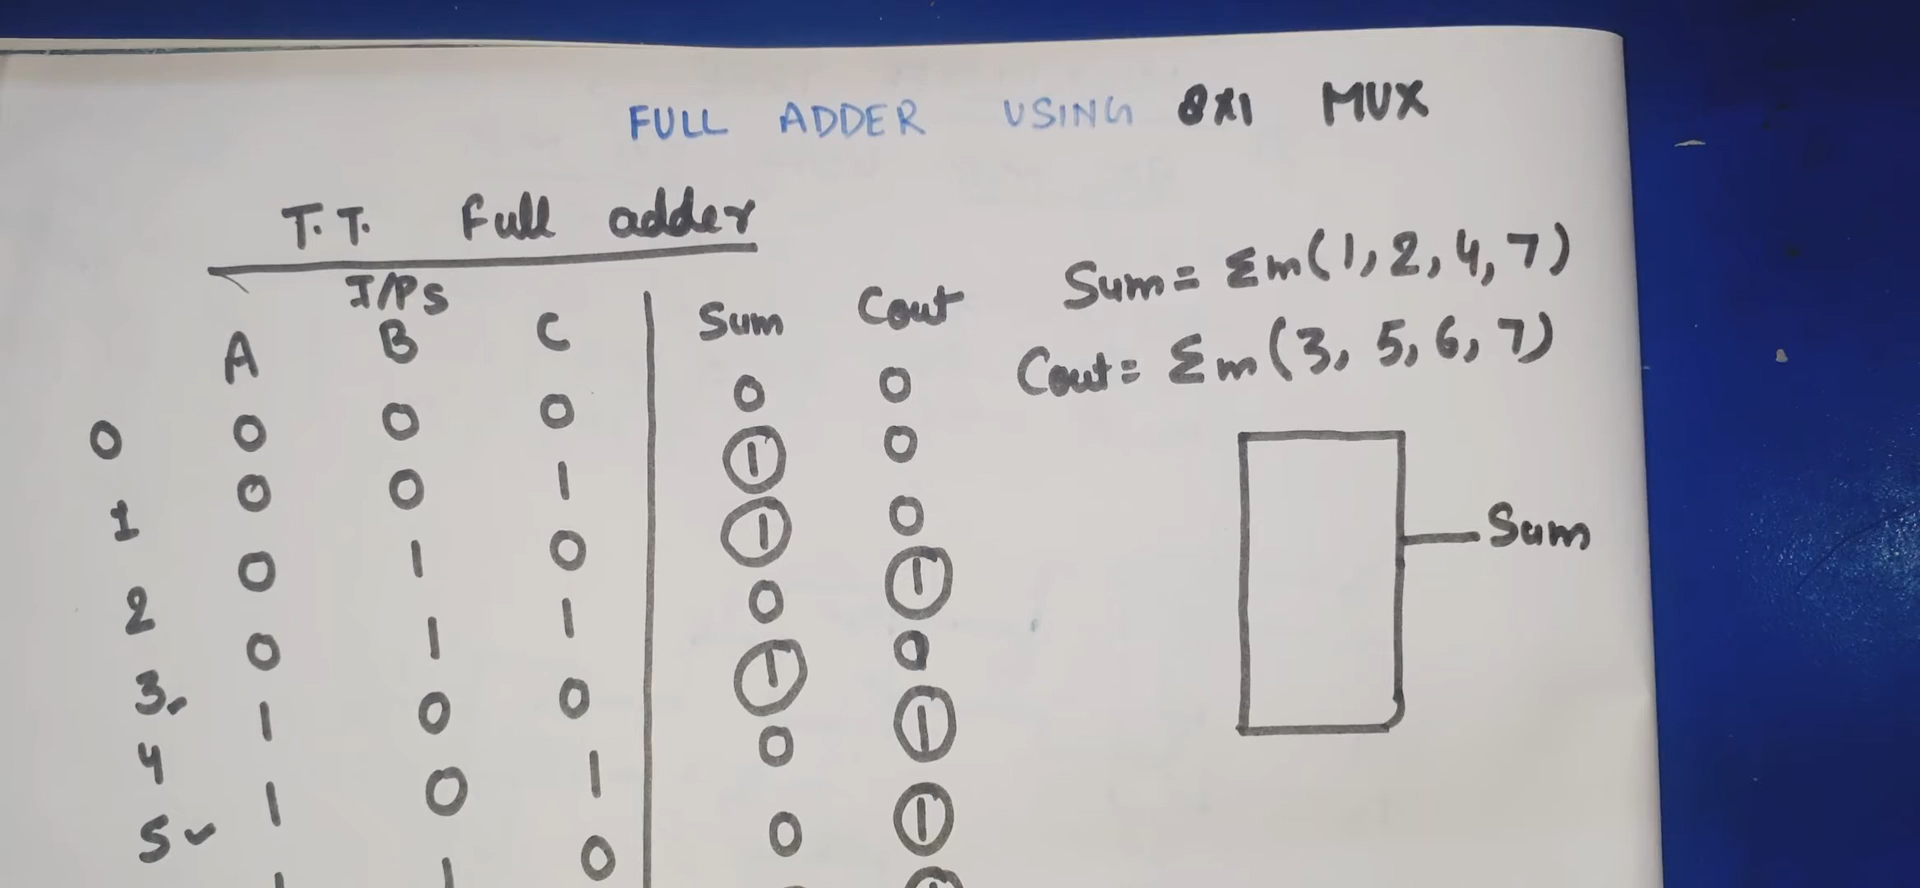 FULL ADDER USING 8X1 MUX
T.T. Full adder
I/PS
A B C Sum Cout
0 0 0 0 0 0
1 0 0 1 1 0
2 0 1 0 1 0
3. 0 1 1 0 1
4 1 0 0 1 0
5 1 0 1 0 1
1 1 0 0 1
Sum = Σm(1, 2, 4, 7)
Cout = Σm(3, 5, 6, 7)
Sum